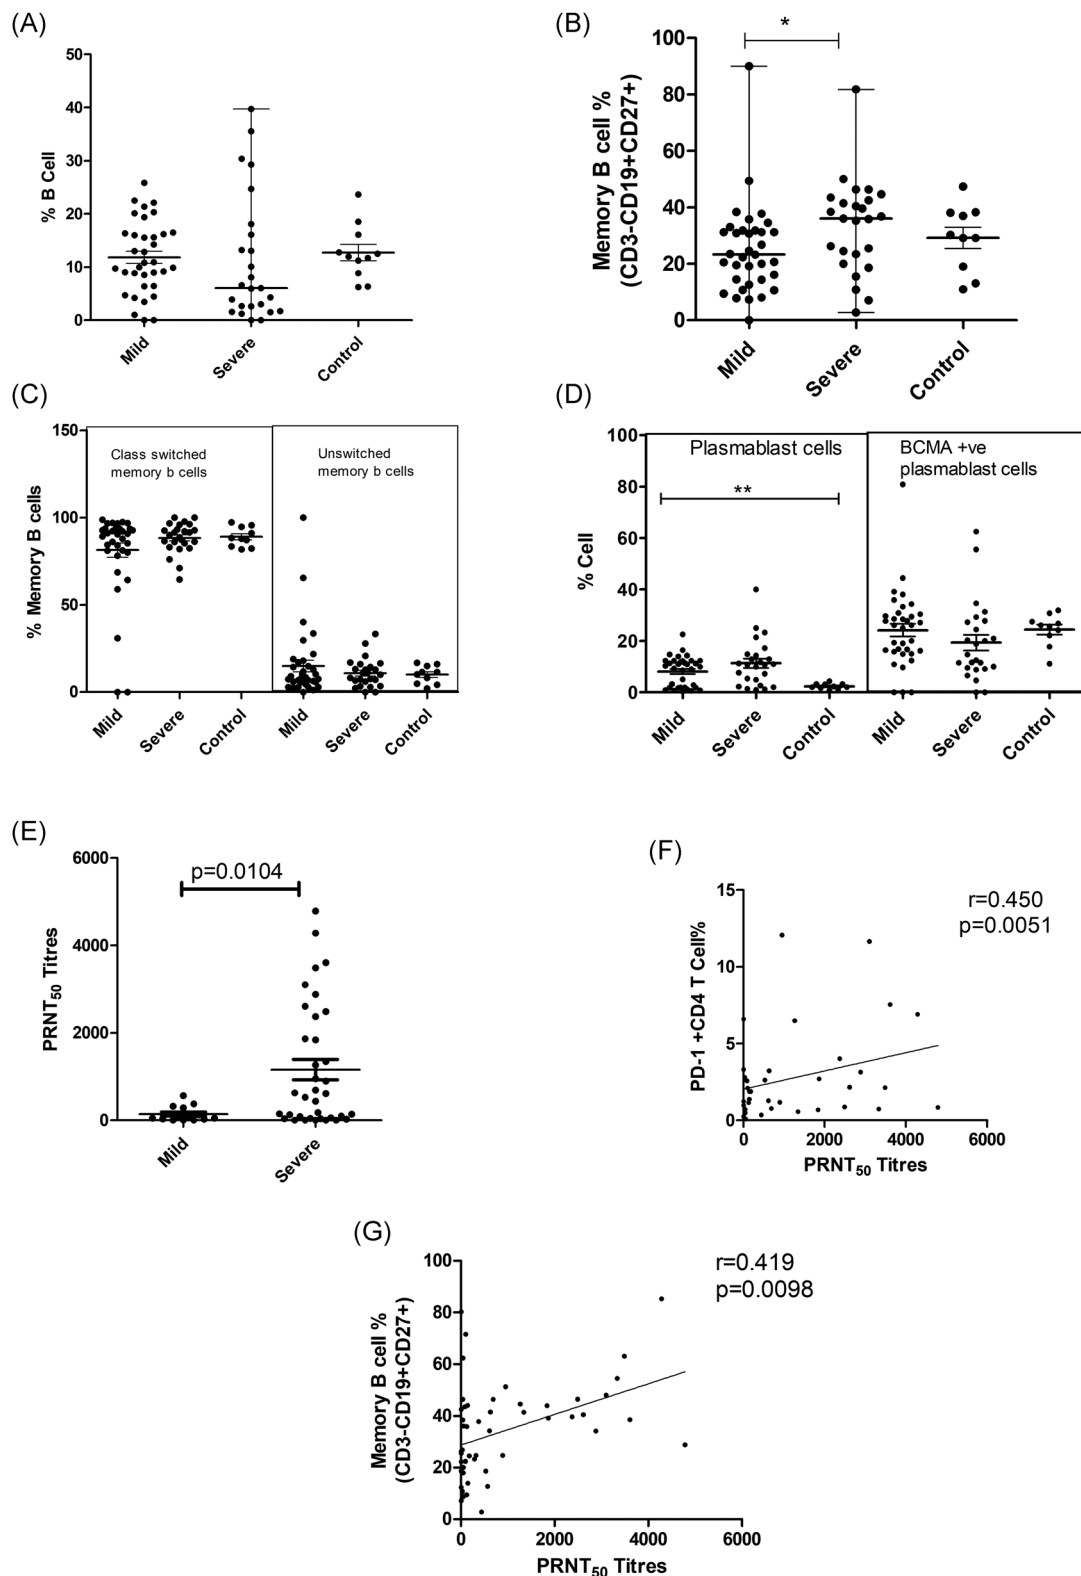 (A)
50
40
30
20
10
0
% B Cell
Mild
Severe
Control
(B)
*
100
80
60
40
20
0
Memory B cell %
(CD3-CD19+CD27+)
Mild
Severe
Control
(C)
150
100
50
0
% Memory B cells
Class switched
memory b cells
Unswitched
memory b cells
Mild
Severe
Control
Mild
Severe
Control
(D)
100
80
60
40
20
0
% Cell
Plasmablast cells
**
BCMA +ve
plasmablast cells
Mild
Severe
Control
Mild
Severe
Control
(E)
6000
4000
2000
0
PRNT50 Titres
p=0.0104
Mild
Severe
(F)
15
10
5
0
PD-1 +CD4 T Cell%
r=0.450
p=0.0051
0
2000
4000
6000
PRNT50 Titres
(G)
100
80
60
40
20
0
Memory B cell %
(CD3-CD19+CD27+)
r=0.419
p=0.0098
0
2000
4000
6000
PRNT50 Titres